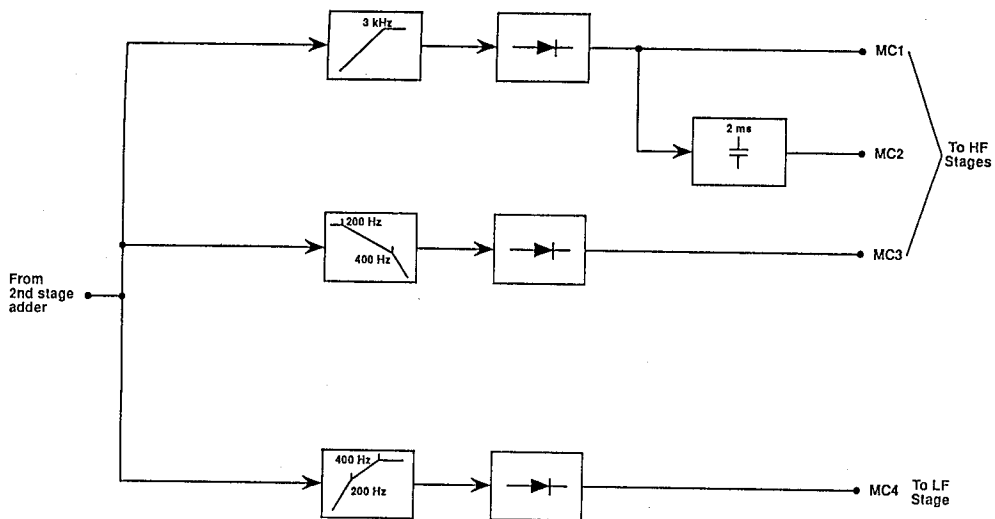 3 kHz
MC1
2 ms
MC2
To HF
Stages
200 Hz
400 Hz
MC3
From
2nd stage
adder
400 Hz
200 Hz
MC4
To LF
Stage